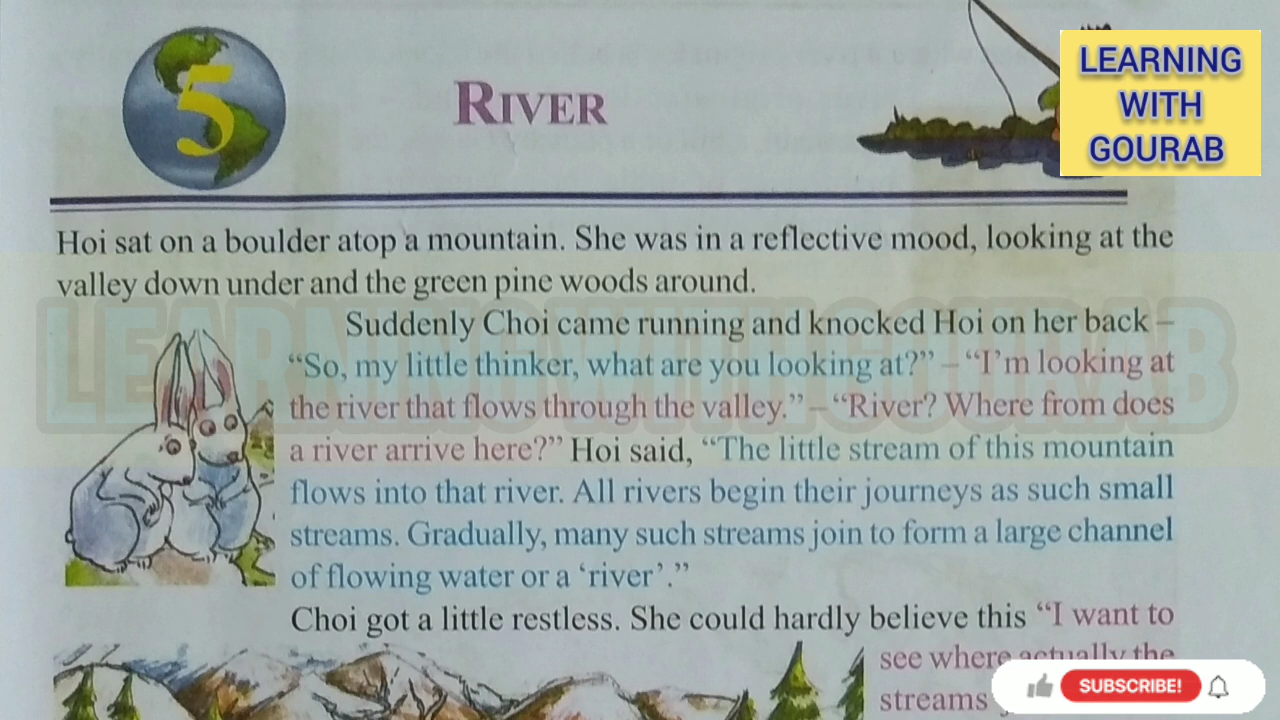 5
RIVER
LEARNING
WITH
GOURAB
Hoi sat on a boulder atop a mountain. She was in a reflective mood, looking at the
valley down under and the green pine woods around.
Suddenly Choi came running and knocked Hoi on her back –
“So, my little thinker, what are you looking at?” – “I’m looking at
the river that flows through the valley.” – “River? Where from does
a river arrive here?” Hoi said, “The little stream of this mountain
flows into that river. All rivers begin their journeys as such small
streams. Gradually, many such streams join to form a large channel
of flowing water or a ‘river’.”
Choi got a little restless. She could hardly believe this “I want to
see where actually the
streams
SUBSCRIBE!
LEARNING WITH GOURAB